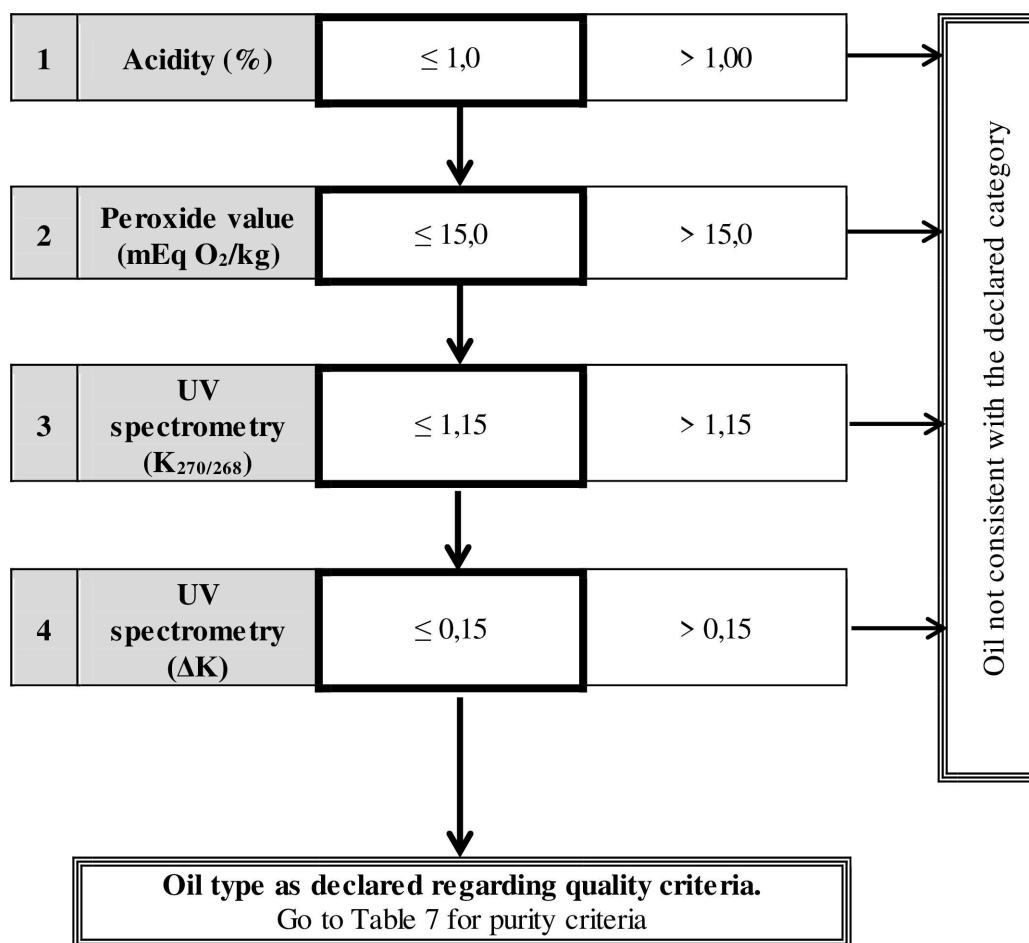 1 Acidity (%) ≤ 1,0 > 1,00
2 Peroxide value
(mEq O₂/kg) ≤ 15,0 > 15,0
3 UV
spectrometry
(K₂₇₀/₂₆₈) ≤ 1,15 > 1,15
4 UV
spectrometry
(ΔK) ≤ 0,15 > 0,15
Oil not consistent with the declared category
Oil type as declared regarding quality criteria.
Go to Table 7 for purity criteria